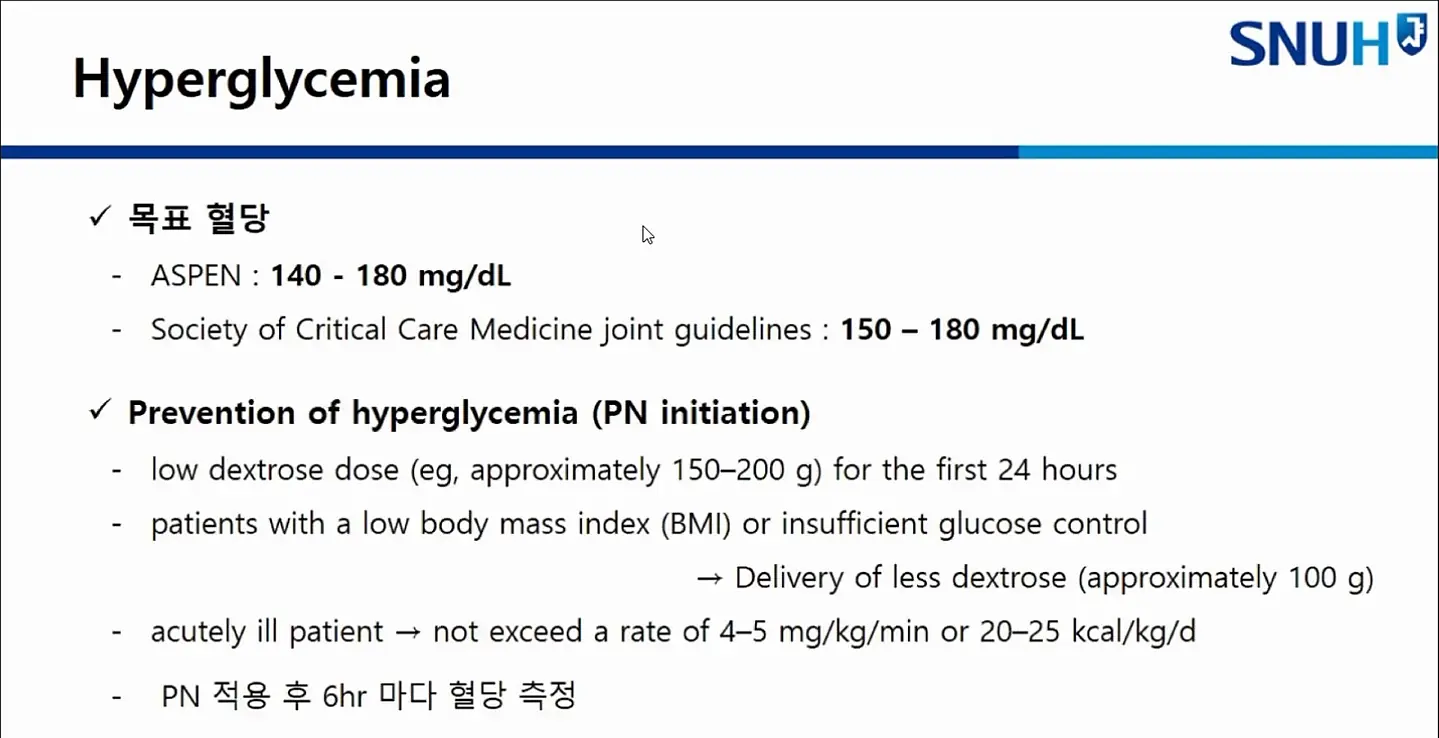 SNUH
Hyperglycemia
✓ 목표 혈당
- ASPEN : 140 - 180 mg/dL
- Society of Critical Care Medicine joint guidelines : 150 – 180 mg/dL
✓ Prevention of hyperglycemia (PN initiation)
- low dextrose dose (eg, approximately 150–200 g) for the first 24 hours
- patients with a low body mass index (BMI) or insufficient glucose control
→ Delivery of less dextrose (approximately 100 g)
- acutely ill patient → not exceed a rate of 4–5 mg/kg/min or 20–25 kcal/kg/d
- PN 적용 후 6hr 마다 혈당 측정